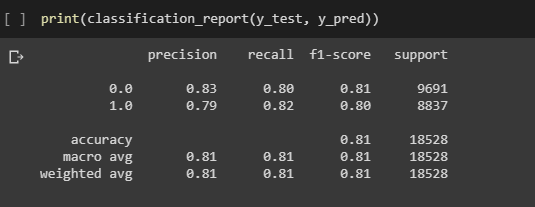 [ ] print(classification_report(y_test, y_pred))
precision recall f1-score support
0.0 0.83 0.80 0.81 9691
1.0 0.79 0.82 0.80 8837
accuracy 0.81 18528
macro avg 0.81 0.81 0.81 18528
weighted avg 0.81 0.81 0.81 18528